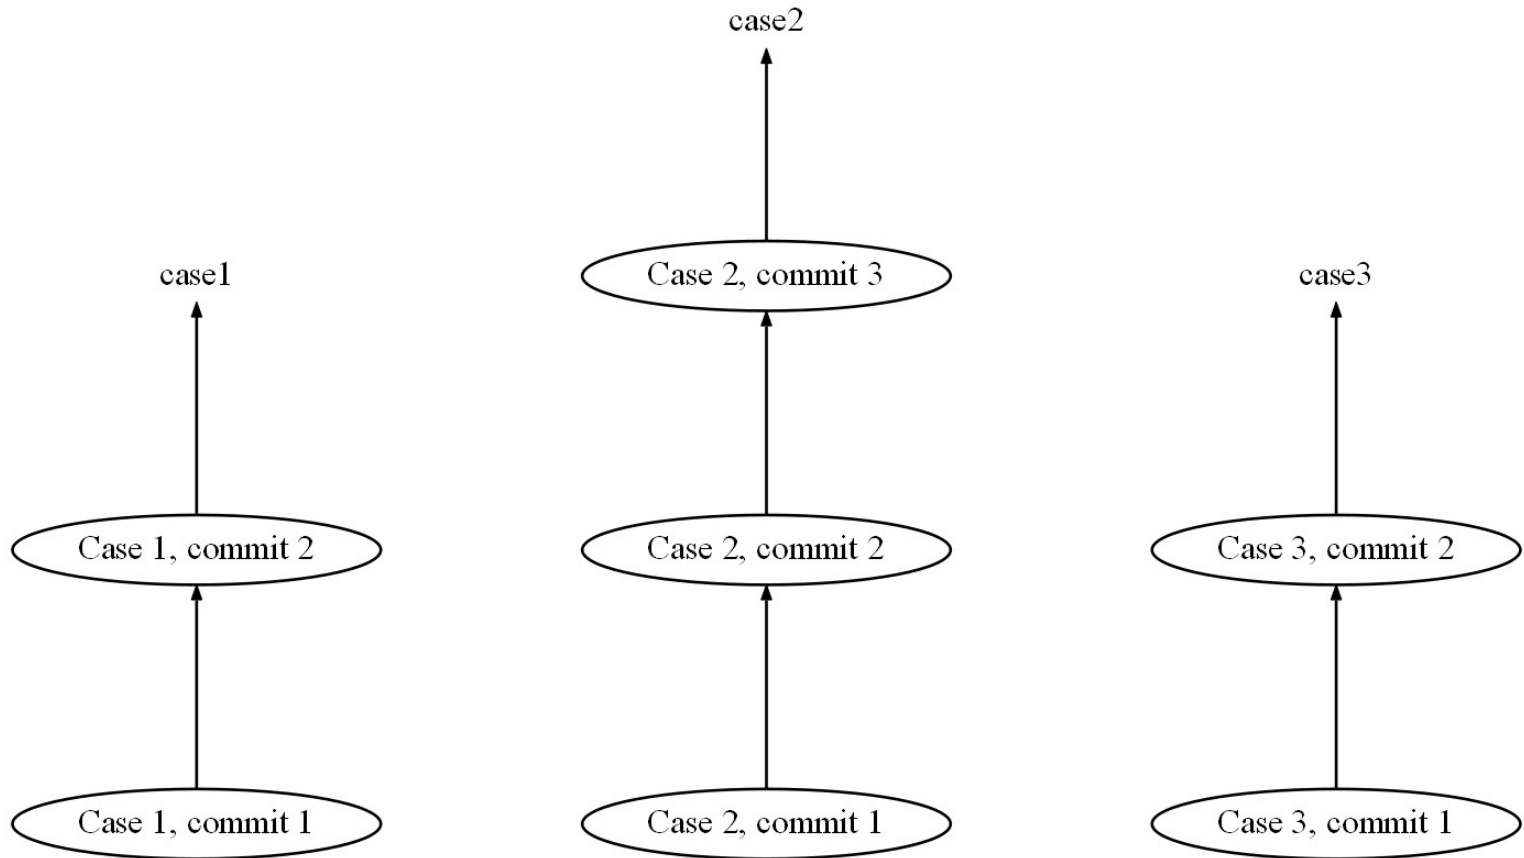 case2
case1
Case 2, commit 3
case3
Case 1, commit 2
Case 2, commit 2
Case 3, commit 2
Case 1, commit 1
Case 2, commit 1
Case 3, commit 1